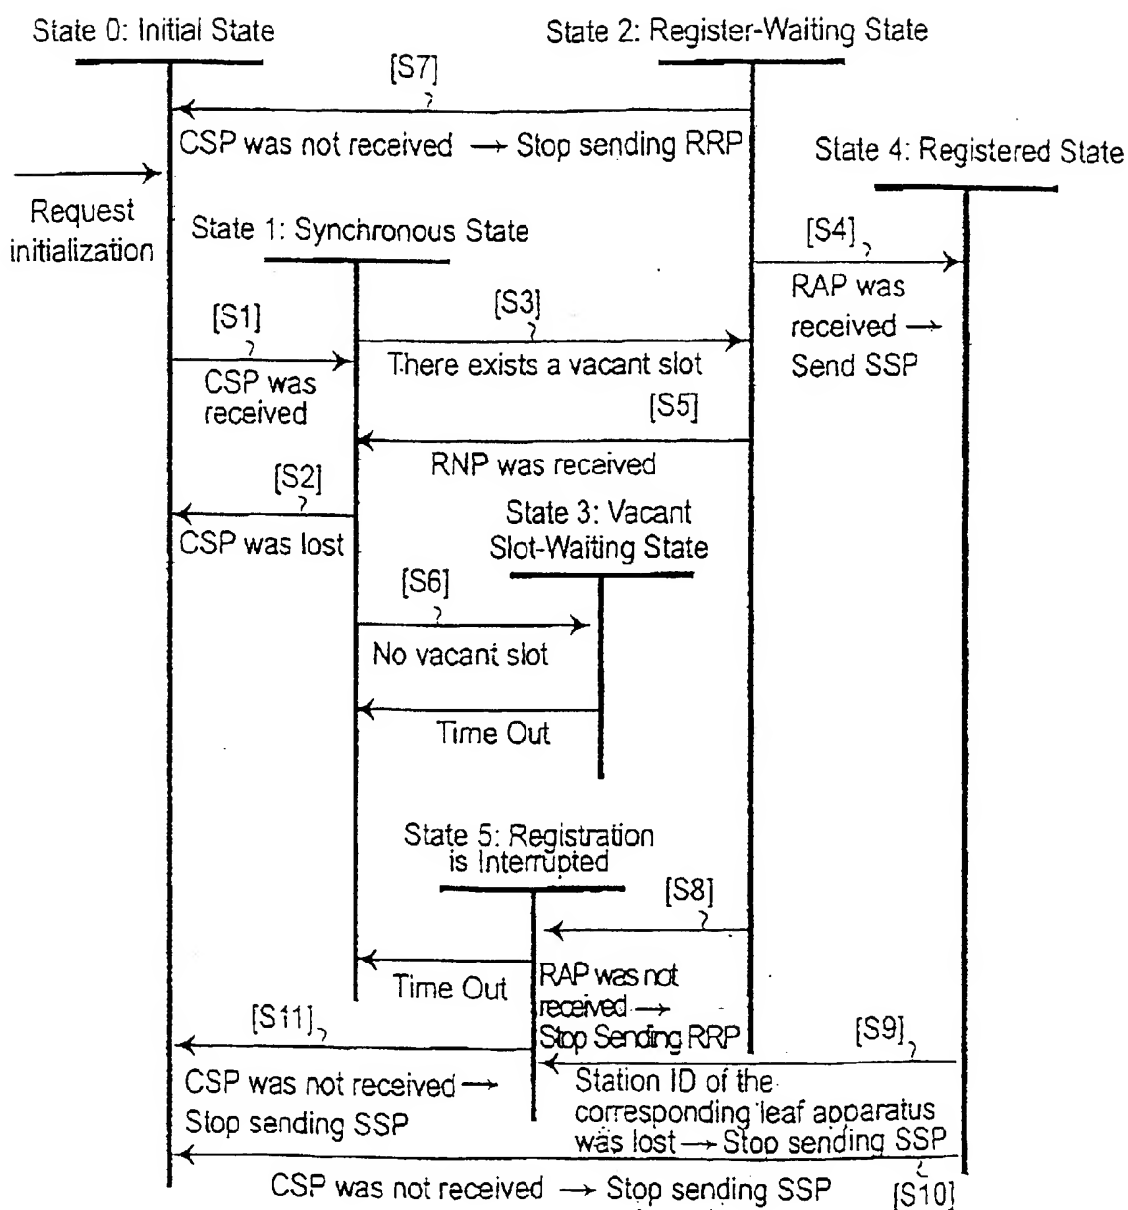 State 0: Initial State
State 2: Register-Waiting State
[S7]
CSP was not received → Stop sending RRP
State 4: Registered State
Request
initialization
State 1: Synchronous State
[S4]
RAP was
received →
Send SSP
[S1]
CSP was
received
[S3]
There exists a vacant slot
[S5]
RNP was received
[S2]
CSP was lost
State 3: Vacant
Slot-Waiting State
[S6]
No vacant slot
Time Out
State 5: Registration
is Interrupted
[S8]
RAP was not
received →
Stop Sending RRP
Time Out
[S11]
CSP was not received →
Stop sending SSP
[S9]
Station ID of the
corresponding leaf apparatus
was lost → Stop sending SSP
CSP was not received → Stop sending SSP
[S10]